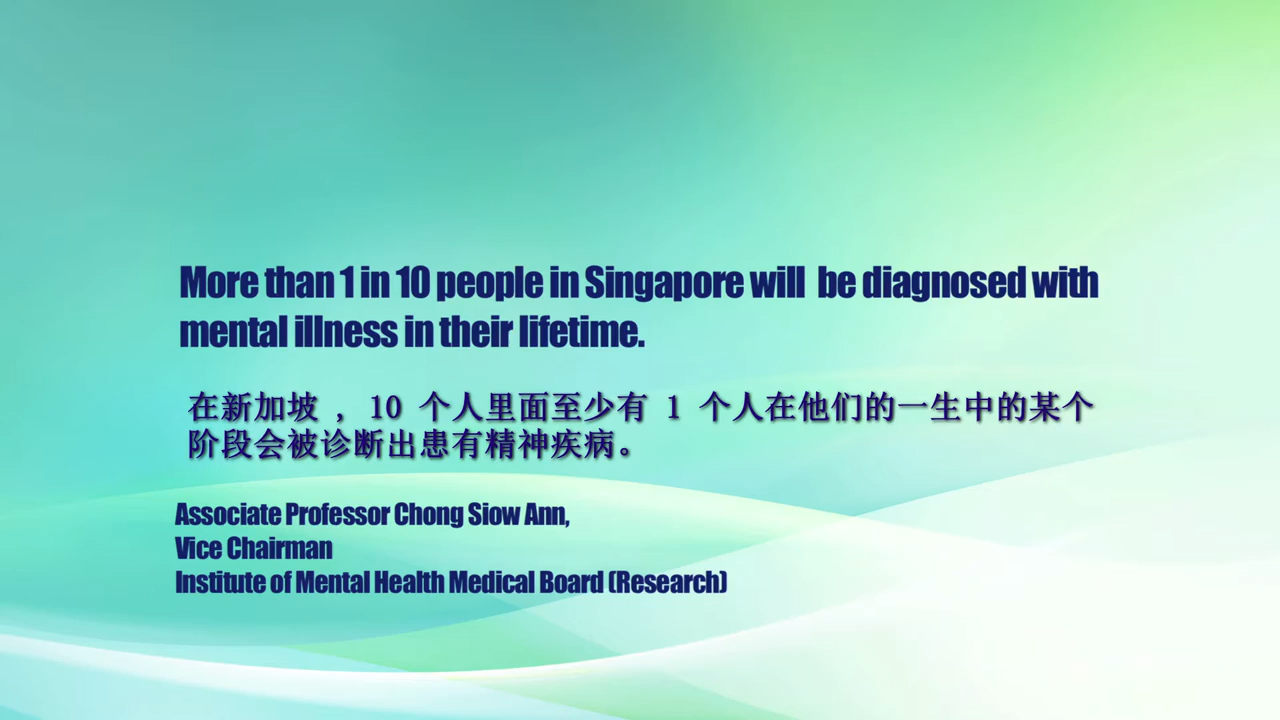 More than 1 in 10 people in Singapore will  be diagnosed with
mental illness in their lifetime.
在新加坡 , 10 个人里面至少有 1 个人在他们的一生中的某个
阶段会被诊断出患有精神疾病。
Associate Professor Chong Siow Ann,
Vice Chairman
Institute of Mental Health Medical Board (Research)